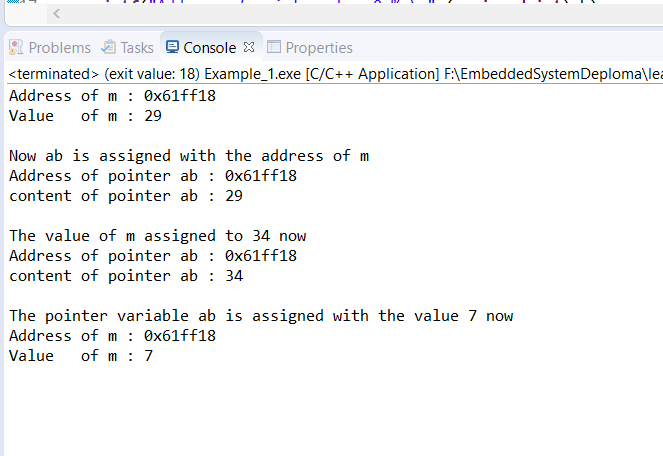 Problems Tasks Console Properties
<terminated> (exit value: 18) Example_1.exe [C/C++ Application] F:\EmbeddedSystemDeploma\lea
Address of m : 0x61ff18
Value   of m : 29
Now ab is assigned with the address of m
Address of pointer ab : 0x61ff18
content of pointer ab : 29
The value of m assigned to 34 now
Address of pointer ab : 0x61ff18
content of pointer ab : 34
The pointer variable ab is assigned with the value 7 now
Address of m : 0x61ff18
Value   of m : 7